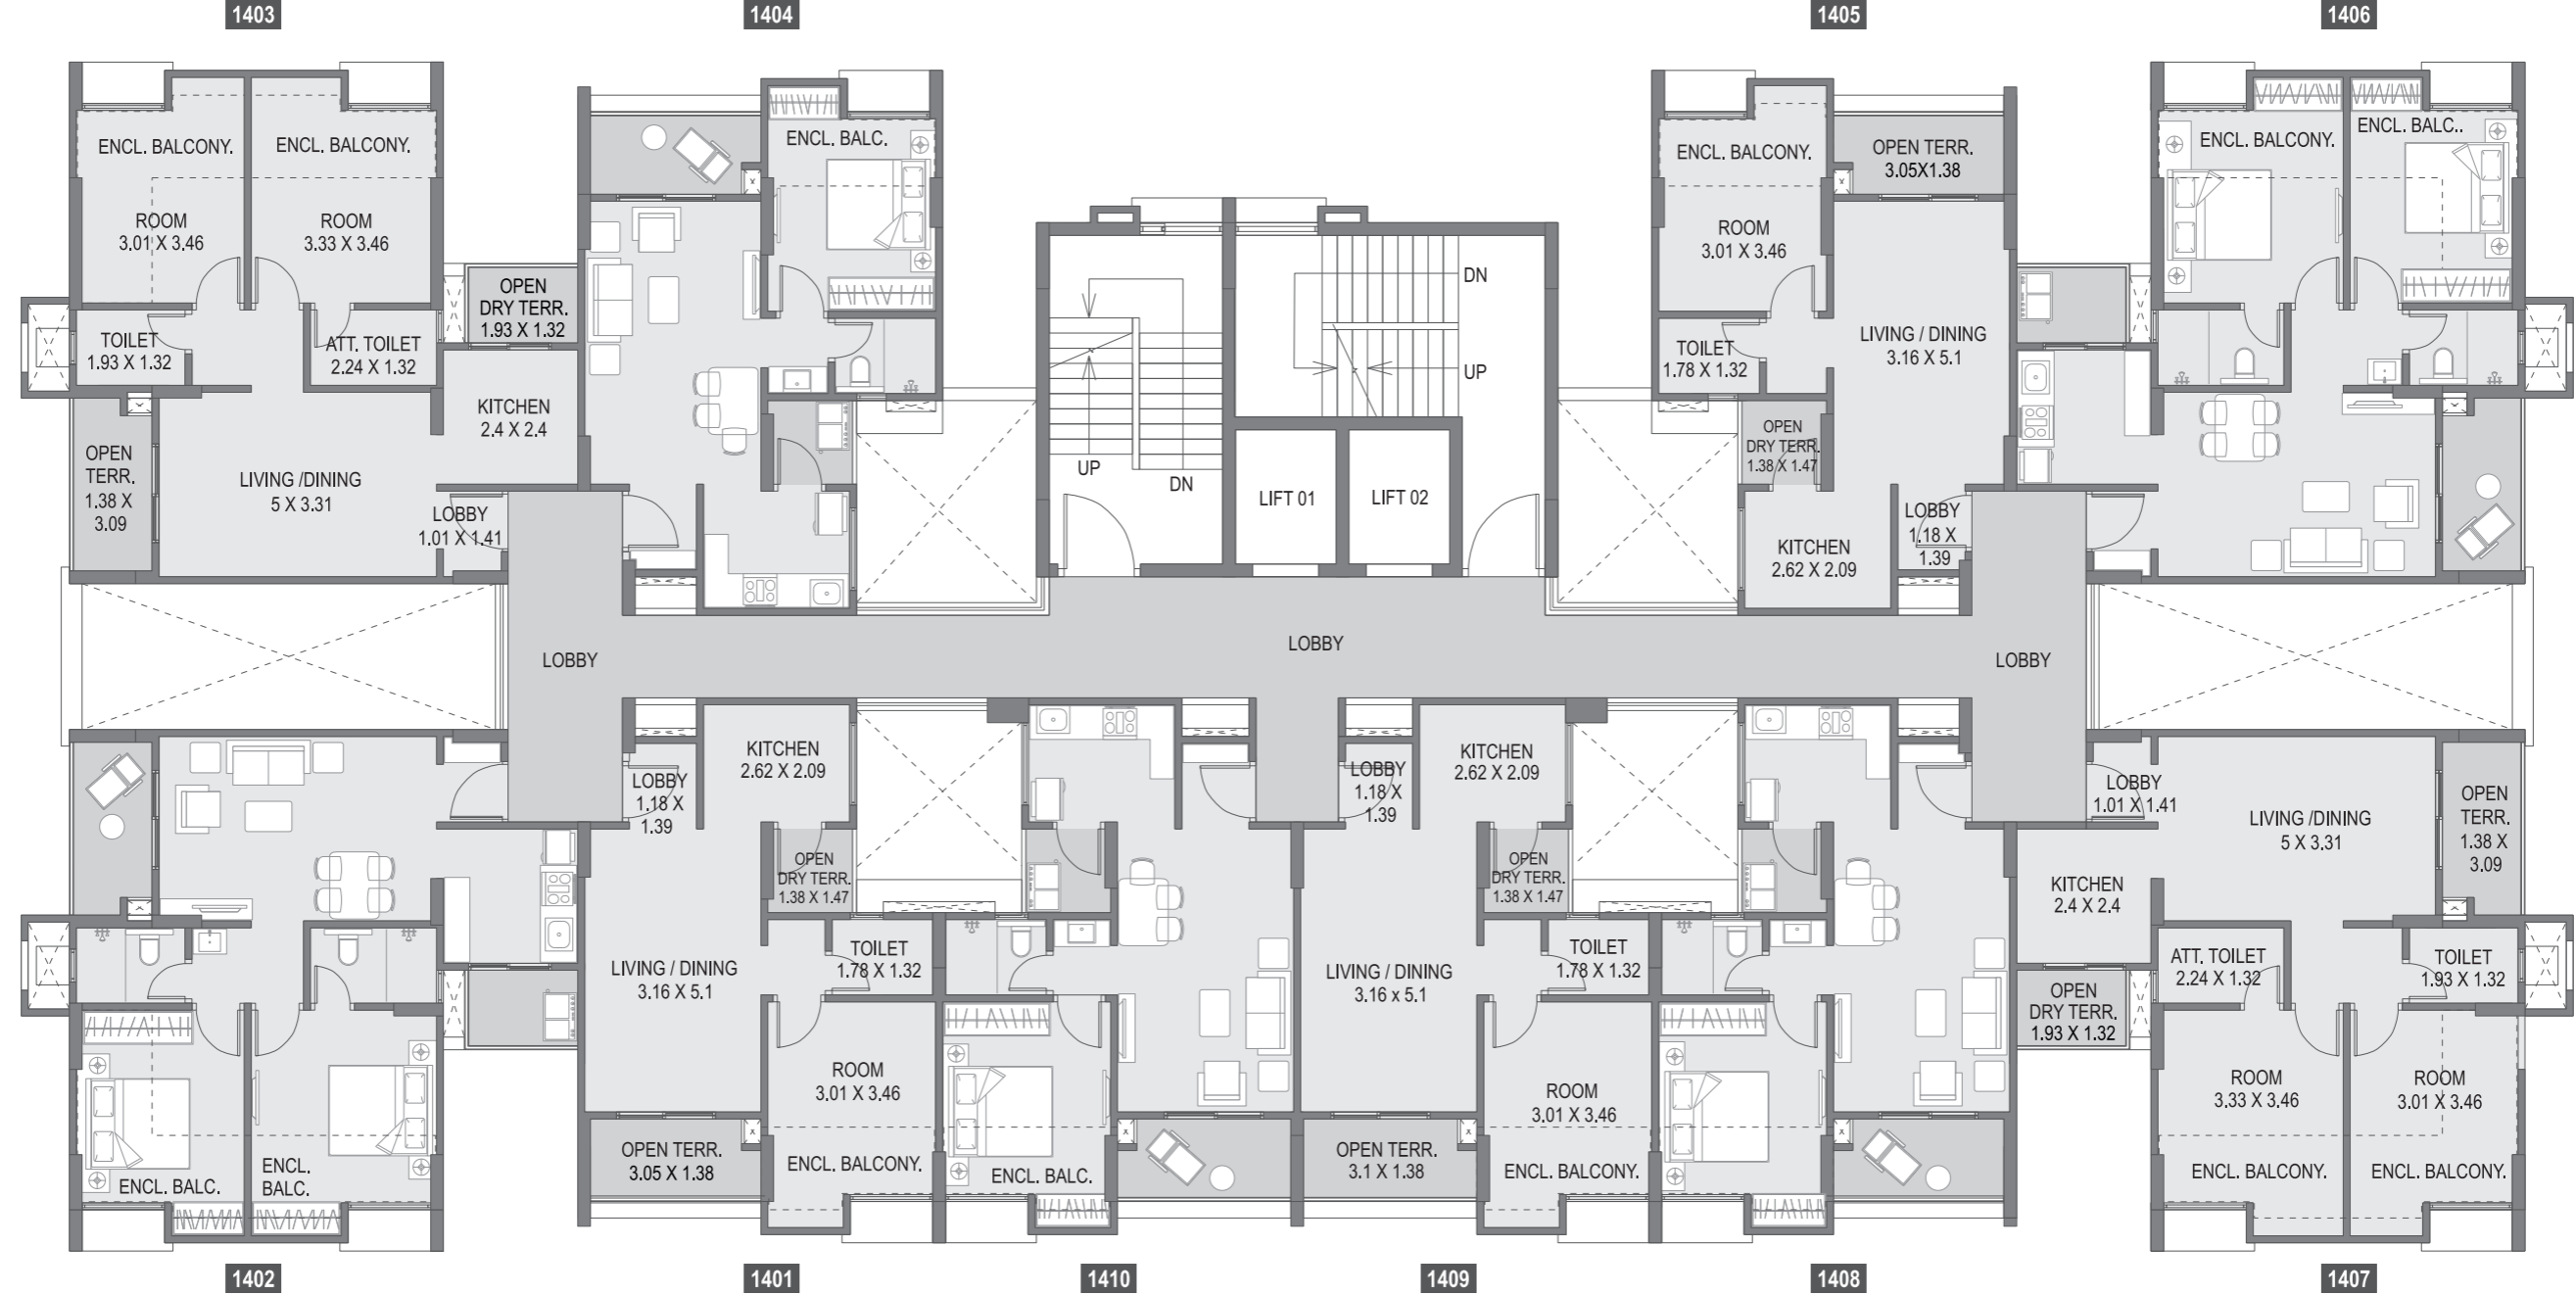 1403
1404
1405
1406
ENCL. BALCONY.
ENCL. BALCONY.
ROOM
3.01 X 3.46
ROOM
3.33 X 3.46
TOILET
1.93 X 1.32
ATT. TOILET
2.24 X 1.32
OPEN
DRY TERR.
1.93 X 1.32
KITCHEN
2.4 X 2.4
OPEN
TERR.
1.38 X
3.09
LIVING /DINING
5 X 3.31
LOBBY
1.01 X 1.41
ENCL. BALC.
DN
UP
UP
DN
LIFT 01
LIFT 02
ENCL. BALCONY.
OPEN TERR.
3.05X1.38
ROOM
3.01 X 3.46
TOILET
1.78 X 1.32
LIVING / DINING
3.16 X 5.1
OPEN
DRY TERR.
1.38 X 1.47
KITCHEN
2.62 X 2.09
LOBBY
1.18 X
1.39
ENCL. BALCONY.
ENCL. BALC..
LOBBY
LOBBY
LOBBY
ENCL. BALC.
ENCL.
BALC.
LOBBY
1.18 X
1.39
KITCHEN
2.62 X 2.09
OPEN
DRY TERR.
1.38 X 1.47
LIVING / DINING
3.16 X 5.1
TOILET
1.78 X 1.32
ROOM
3.01 X 3.46
OPEN TERR.
3.05 X 1.38
ENCL. BALCONY.
ENCL. BALC.
LOBBY
1.18 X
1.39
KITCHEN
2.62 X 2.09
OPEN
DRY TERR.
1.38 X 1.47
LIVING / DINING
3.16 x 5.1
TOILET
1.78 X 1.32
ROOM
3.01 X 3.46
OPEN TERR.
3.1 X 1.38
ENCL. BALCONY.
LOBBY
1.01 X 1.41
LIVING /DINING
5 X 3.31
OPEN
TERR.
1.38 X
3.09
KITCHEN
2.4 X 2.4
ATT. TOILET
2.24 X 1.32
TOILET
1.93 X 1.32
OPEN
DRY TERR.
1.93 X 1.32
ROOM
3.33 X 3.46
ROOM
3.01 X 3.46
ENCL. BALCONY.
ENCL. BALCONY.
1402
1401
1410
1409
1408
1407